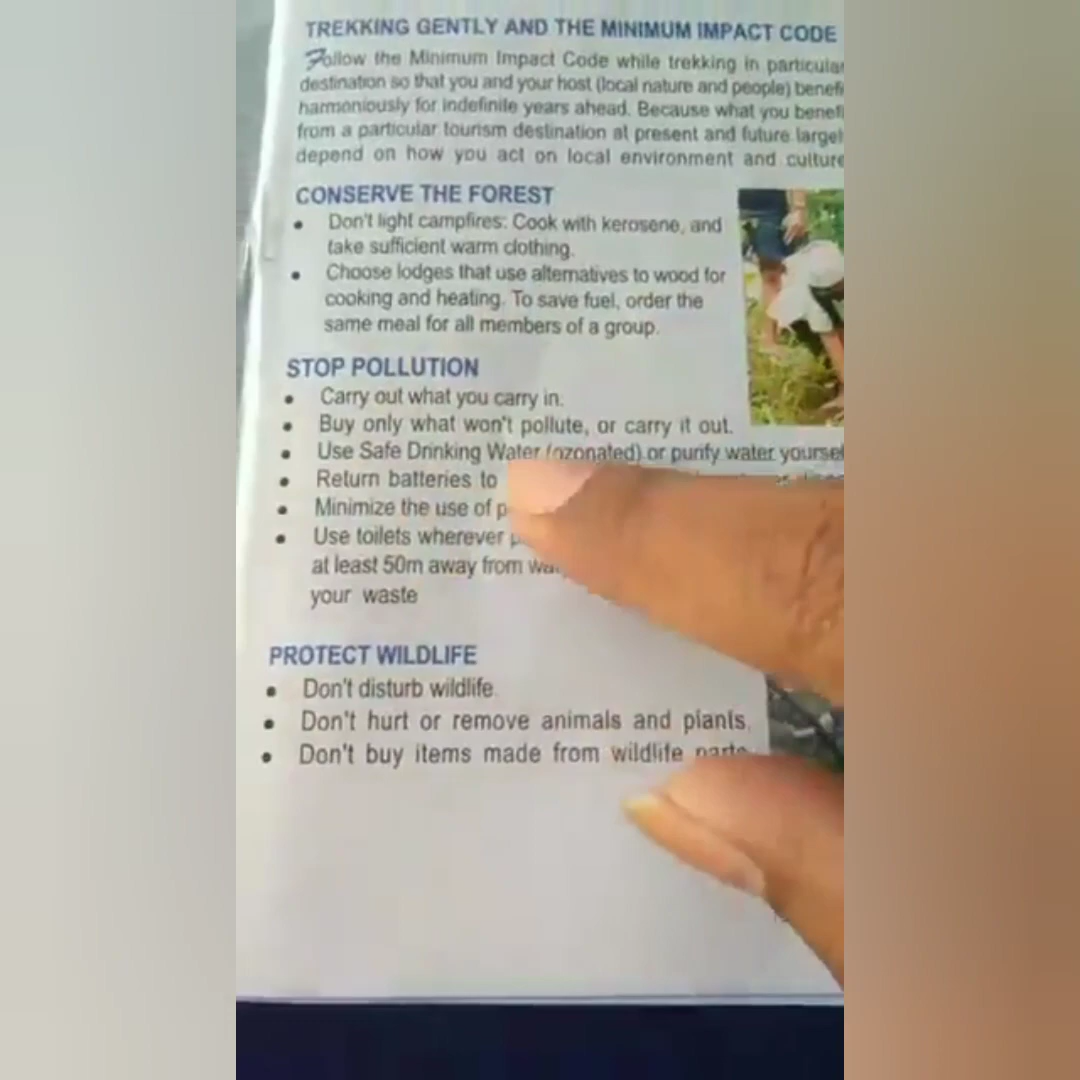 TREKKING GENTLY AND THE MINIMUM IMPACT CODE
Follow the Minimum Impact Code while trekking in particular
destination so that you and your host (local nature and people) benefi
harmoniously for indefinite years ahead. Because what you benefi
from a particular tourism destination at present and future largel
depend on how you act on local environment and culture
CONSERVE THE FOREST
• Don't light campfires: Cook with kerosene, and
take sufficient warm clothing.
• Choose lodges that use alternatives to wood for
cooking and heating. To save fuel, order the
same meal for all members of a group.
STOP POLLUTION
• Carry out what you carry in.
• Buy only what won't pollute, or carry it out.
• Use Safe Drinking Water (ozonated) or purify water yoursel
• Return batteries to
• Minimize the use of p
• Use toilets wherever
at least 50m away from
your waste
PROTECT WILDLIFE
• Don't disturb wildlife.
• Don't hurt or remove animals and plants.
• Don't buy items made from wildlife parts